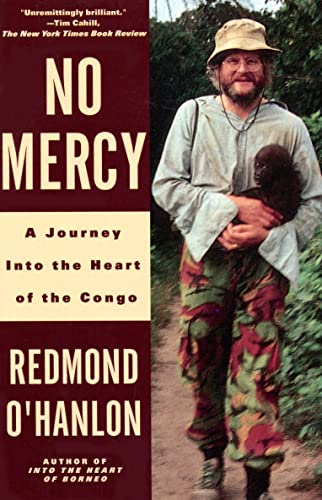 "Unremittingly brilliant."
—Tim Cahill,
The New York Times Book Review
NO
MERCY
A Journey
Into the Heart
of the Congo
REDMOND
O'HANLON
AUTHOR OF
INTO THE HEART
OF BORNEO